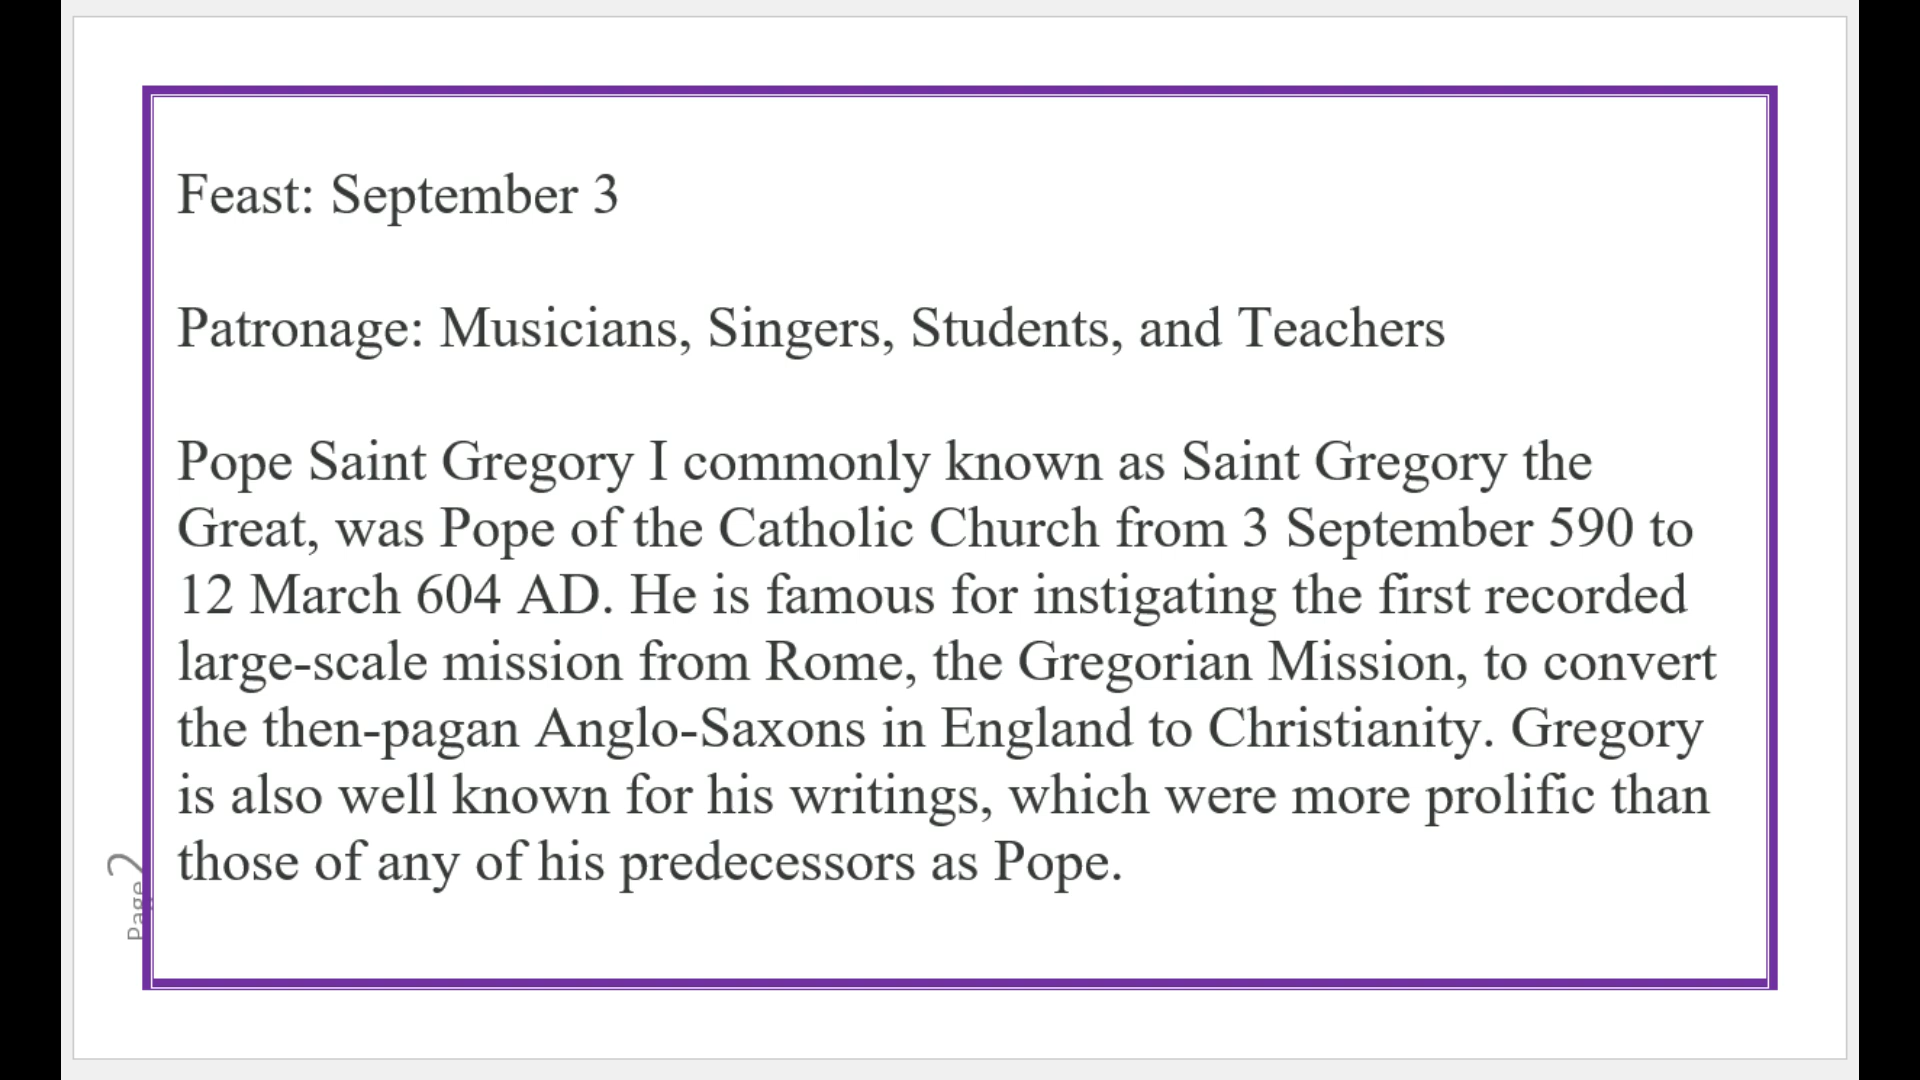 Feast: September 3
Patronage: Musicians, Singers, Students, and Teachers
Pope Saint Gregory I commonly known as Saint Gregory the
Great, was Pope of the Catholic Church from 3 September 590 to
12 March 604 AD. He is famous for instigating the first recorded
large-scale mission from Rome, the Gregorian Mission, to convert
the then-pagan Anglo-Saxons in England to Christianity. Gregory
is also well known for his writings, which were more prolific than
those of any of his predecessors as Pope.
Page 2